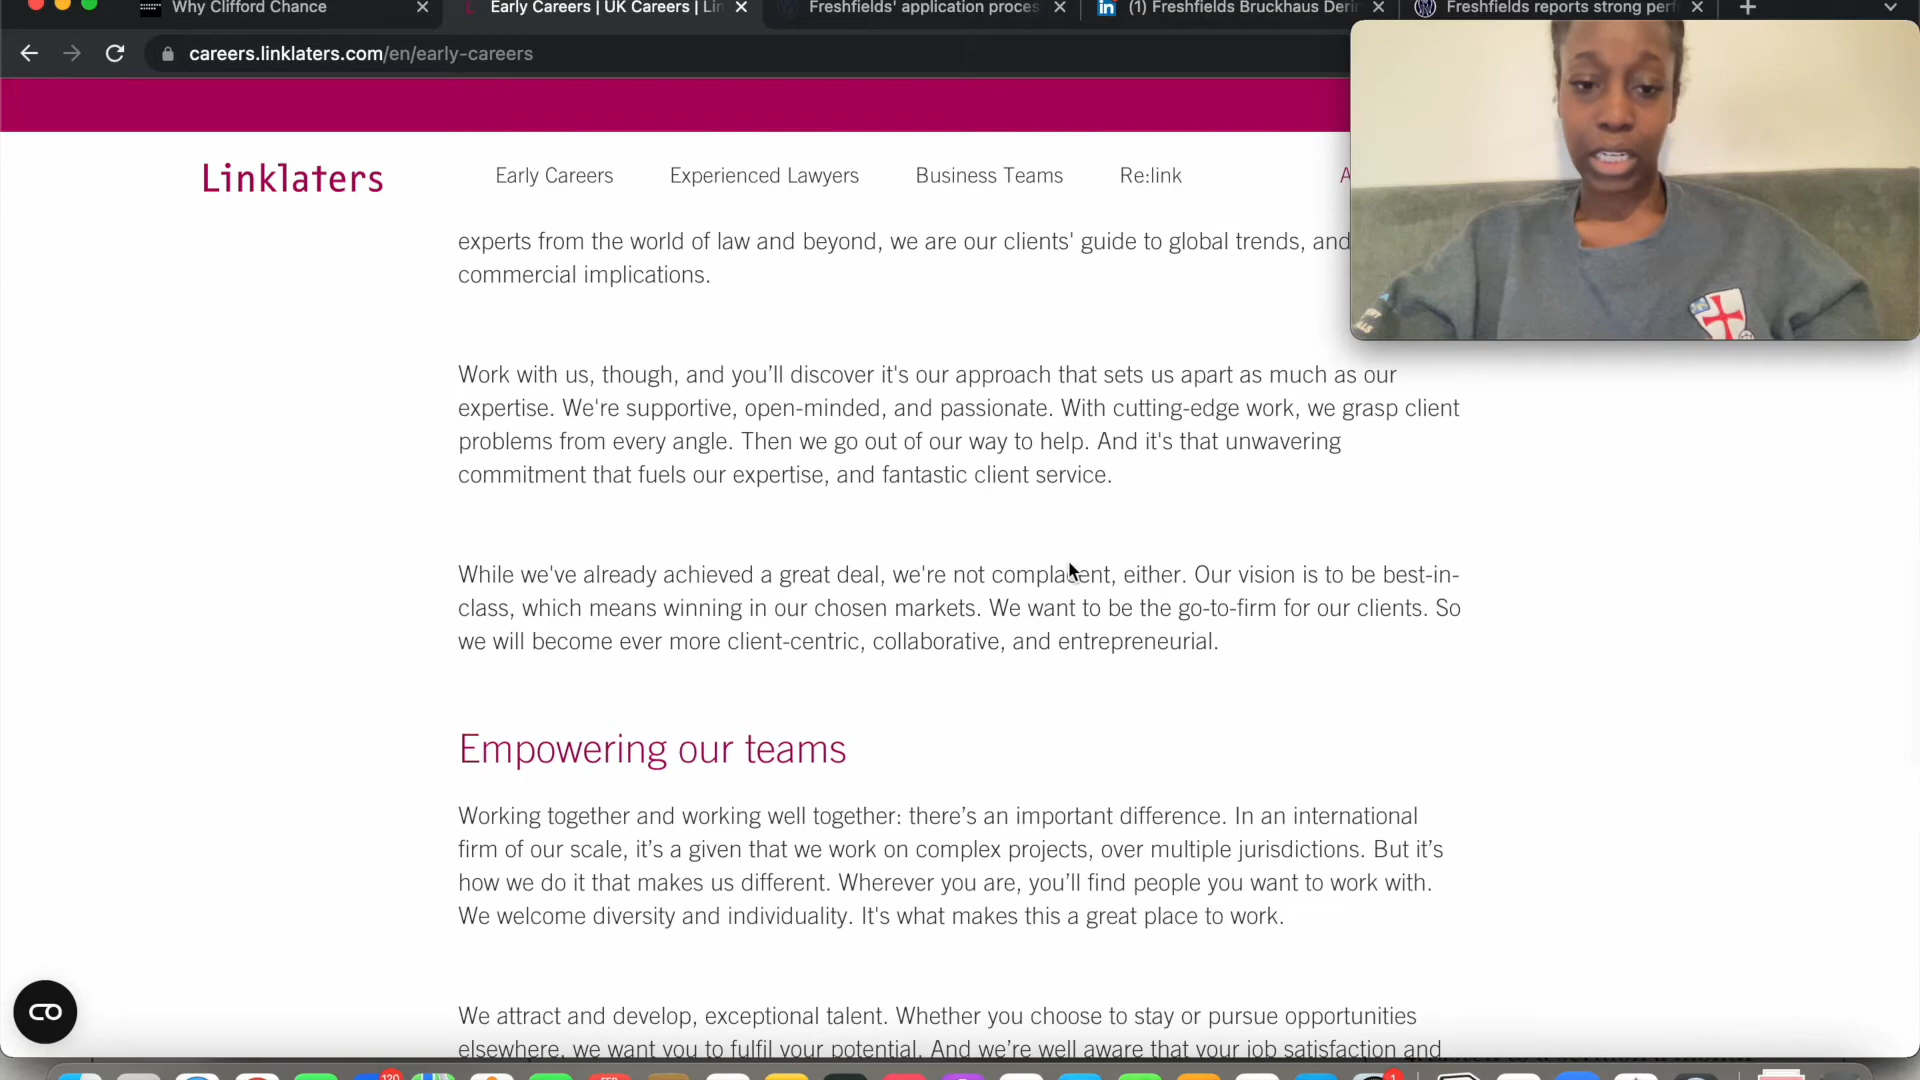 Why Clifford Chance
Early Careers | UK Careers | Lin
Freshfields' application proces
(1) Freshfields Bruckhaus Derin
Freshfields reports strong perf
careers.linklaters.com/en/early-careers
Linklaters
Early Careers
Experienced Lawyers
Business Teams
Re:link
A
experts from the world of law and beyond, we are our clients' guide to global trends, and
commercial implications.
Work with us, though, and you’ll discover it's our approach that sets us apart as much as our
expertise. We're supportive, open-minded, and passionate. With cutting-edge work, we grasp client
problems from every angle. Then we go out of our way to help. And it's that unwavering
commitment that fuels our expertise, and fantastic client service.
While we've already achieved a great deal, we're not complacent, either. Our vision is to be best-in-
class, which means winning in our chosen markets. We want to be the go-to-firm for our clients. So
we will become ever more client-centric, collaborative, and entrepreneurial.
Empowering our teams
Working together and working well together: there’s an important difference. In an international
firm of our scale, it’s a given that we work on complex projects, over multiple jurisdictions. But it’s
how we do it that makes us different. Wherever you are, you’ll find people you want to work with.
We welcome diversity and individuality. It's what makes this a great place to work.
We attract and develop, exceptional talent. Whether you choose to stay or pursue opportunities
elsewhere, we want you to fulfil your potential. And we’re well aware that your job satisfaction and
120
FEB
1